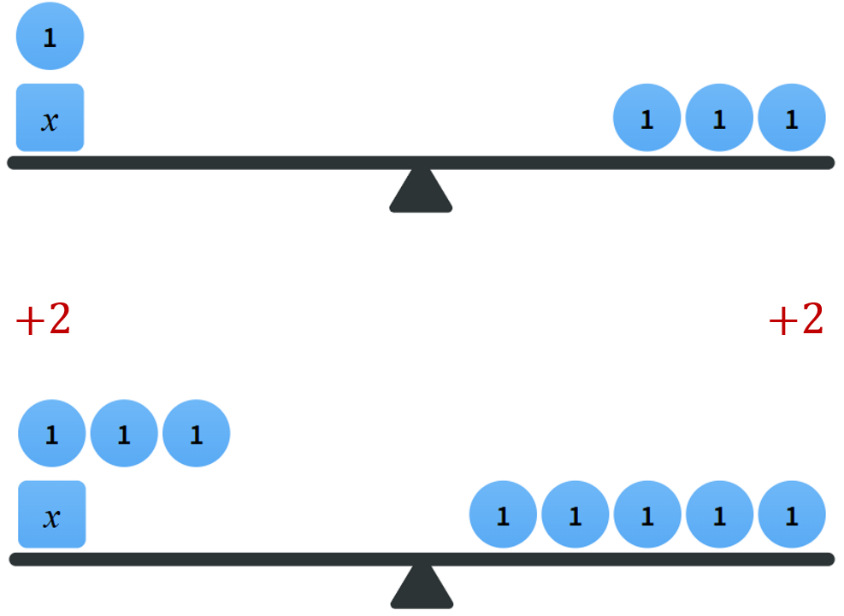 1
x 1 1 1
+2 +2
1 1 1
x 1 1 1 1 1